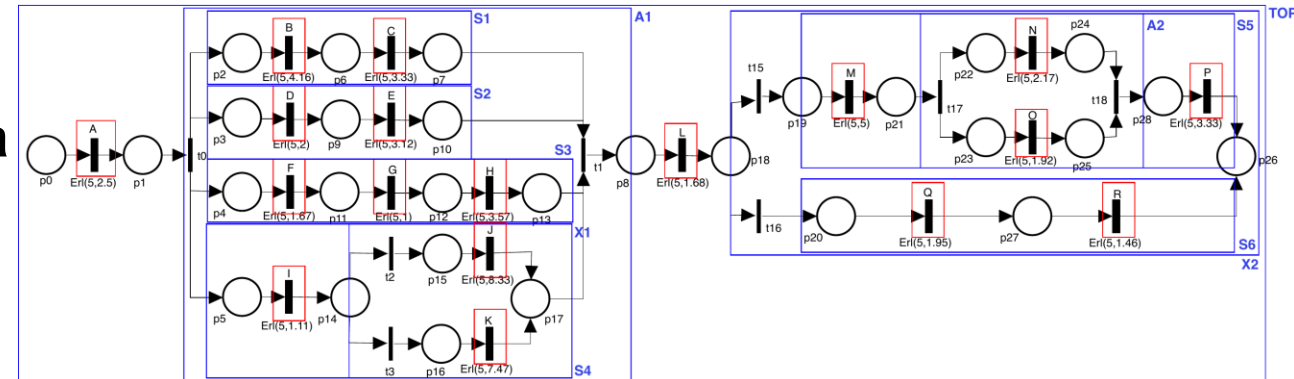 TOP
A1
S1
B
C
p2
Erl(5,4.16)
p6
Erl(5,3.33)
p7
S2
D
E
p3
Erl(5,2)
p9
Erl(5,3.12)
p10
A
p0
Erl(5,2.5)
p1
t0
S3
F
G
H
p4
Erl(5,1.67)
p11
Erl(5,1)
p12
Erl(5,3.57)
p13
X1
I
p5
Erl(5,1.11)
p14
t2
p15
J
Erl(5,8.33)
p17
t3
p16
K
Erl(5,7.47)
S4
t1
p8
L
Erl(5,1.68)
p18
X2
t15
t16
S5
p19
M
Erl(5,5)
p21
A2
t17
p22
N
Erl(5,2.17)
p24
p23
O
Erl(5,1.92)
p25
t18
p28
P
Erl(5,3.33)
p26
p20
Q
Erl(5,1.95)
p27
R
Erl(5,1.46)
S6